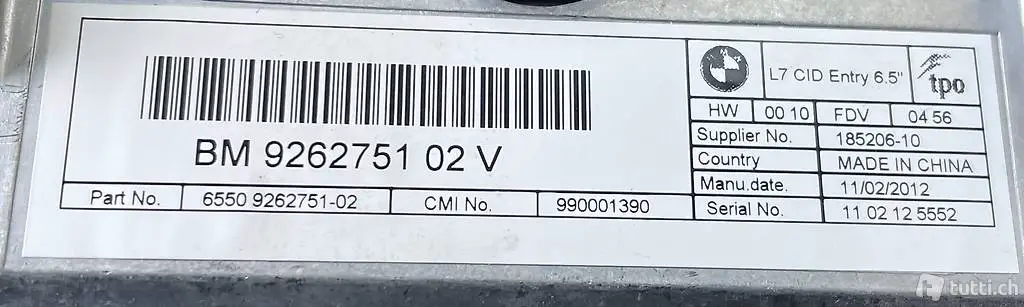 BM 9262751 02 V
Part No. 6550 9262751-02 CMI No. 990001390
L7 CID Entry 6.5" tpo
HW 00 10 FDV 04 56
Supplier No. 185206-10
Country MADE IN CHINA
Manu.date. 11/02/2012
Serial No. 11 02 12 5552
tutti.ch